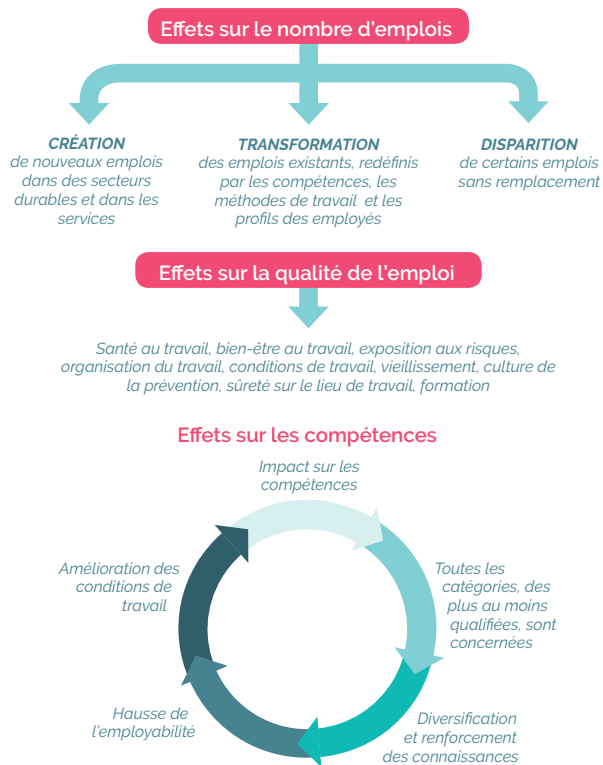 Effets sur le nombre d'emplois
CRÉATION
de nouveaux emplois
dans des secteurs
durables et dans les
services
TRANSFORMATION
des emplois existants, redéfinis
par les compétences, les
méthodes de travail et les
profils des employés
DISPARITION
de certains emplois
sans remplacement
Effets sur la qualité de l'emploi
Santé au travail, bien-être au travail, exposition aux risques,
organisation du travail, conditions de travail, vieillissement, culture de
la prévention, sûreté sur le lieu de travail, formation
Effets sur les compétences
Impact sur les
compétences
Toutes les
catégories, des
plus au moins
qualifiées, sont
concernées
Diversification
et renforcement
des connaissances
Hausse de
l'employabilité
Amélioration des
conditions de
travail